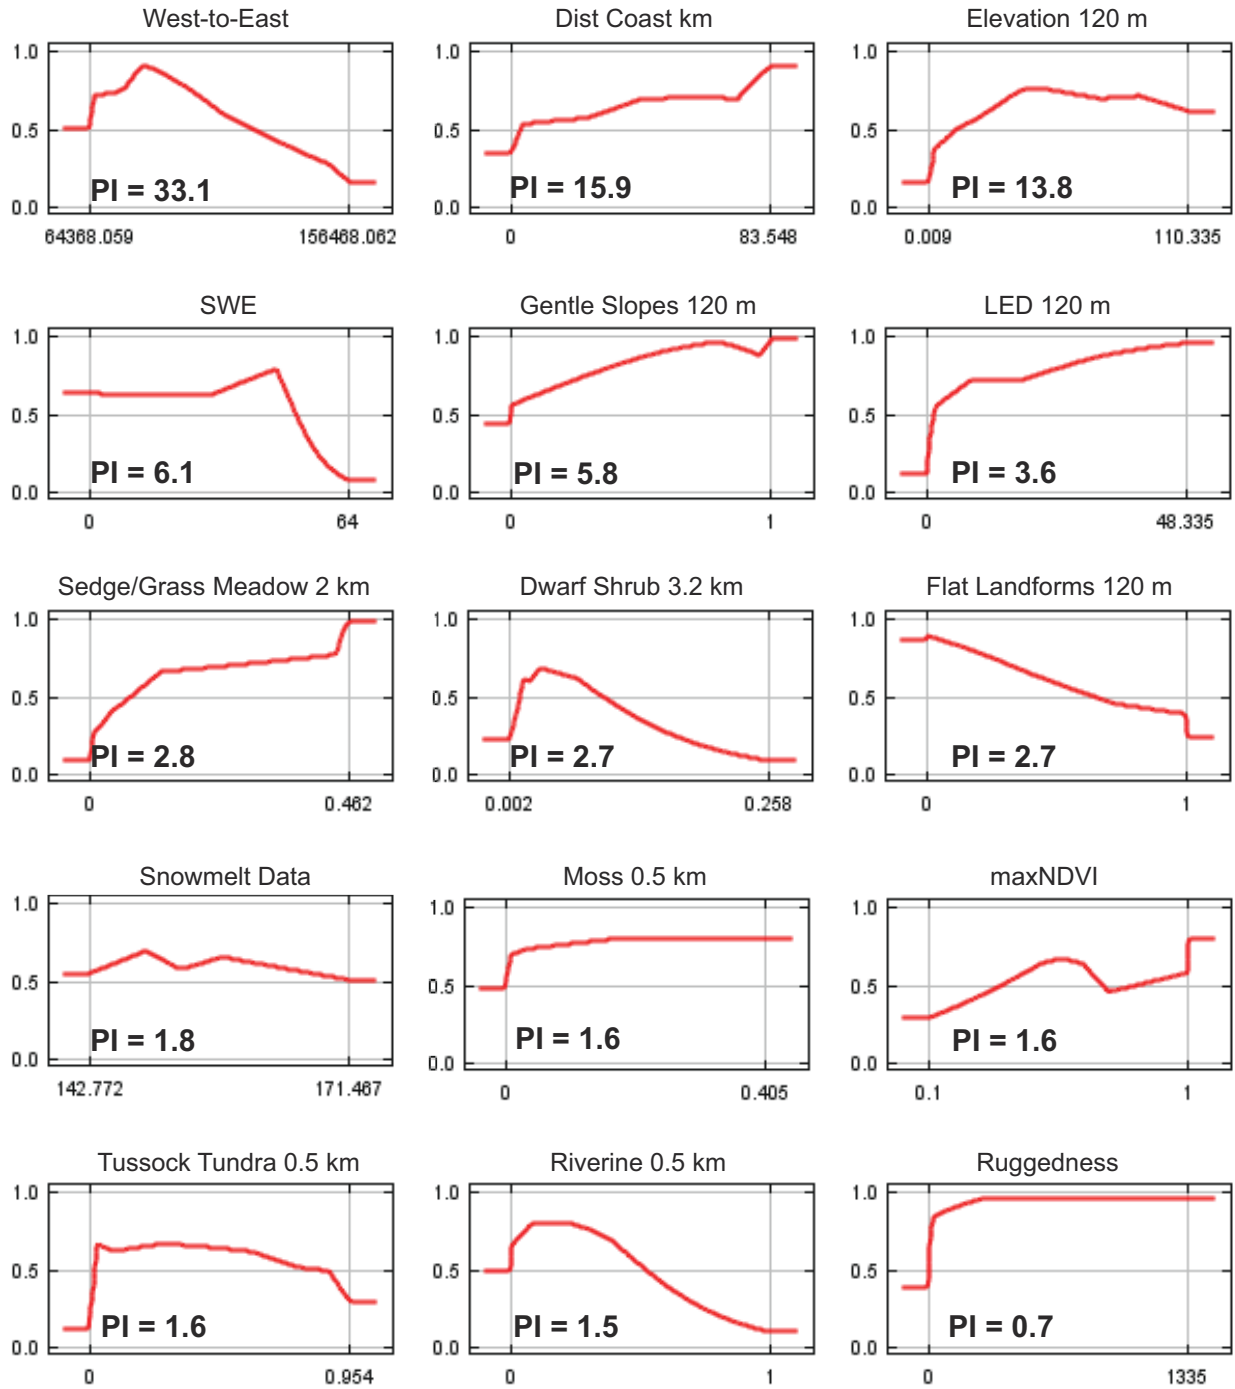 West-to-East
1.0
0.5
0.0
PI = 33.1
64368.059 156468.062
Dist Coast km
1.0
0.5
0.0
PI = 15.9
0 83.548
Elevation 120 m
1.0
0.5
0.0
PI = 13.8
0.009 110.335
SWE
1.0
0.5
0.0
PI = 6.1
0 64
Gentle Slopes 120 m
1.0
0.5
0.0
PI = 5.8
0 1
LED 120 m
1.0
0.5
0.0
PI = 3.6
0 48.335
Sedge/Grass Meadow 2 km
1.0
0.5
0.0
PI = 2.8
0 0.462
Dwarf Shrub 3.2 km
1.0
0.5
0.0
PI = 2.7
0.002 0.258
Flat Landforms 120 m
1.0
0.5
0.0
PI = 2.7
0 1
Snowmelt Data
1.0
0.5
0.0
PI = 1.8
142.772 171.467
Moss 0.5 km
1.0
0.5
0.0
PI = 1.6
0 0.405
maxNDVI
1.0
0.5
0.0
PI = 1.6
0.1 1
Tussock Tundra 0.5 km
1.0
0.5
0.0
PI = 1.6
0 0.954
Riverine 0.5 km
1.0
0.5
0.0
PI = 1.5
0 1
Ruggedness
1.0
0.5
0.0
PI = 0.7
0 1335